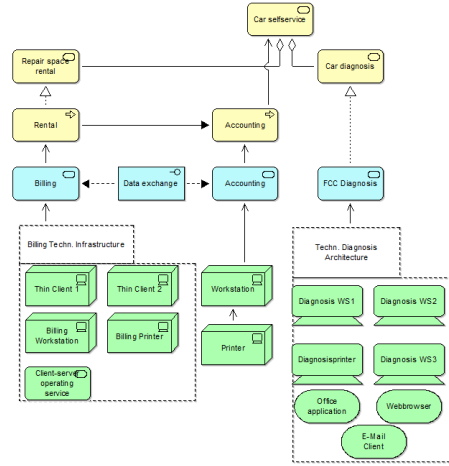 Car selfservice
Repair space
rental
Car diagnosis
Rental
Accounting
Billing
Data exchange
Accounting
FCC Diagnosis
Billing Techn. Infrastructure
Techn. Diagnosis
Architecture
Thin Client 1
Thin Client 2
Workstation
Diagnosis WS1
Diagnosis WS2
Billing
Workstation
Billing Printer
Printer
Diagnosisprinter
Diagnosis WS3
Client-server
operating
service
Office
application
Webbrowser
E-Mail
Client